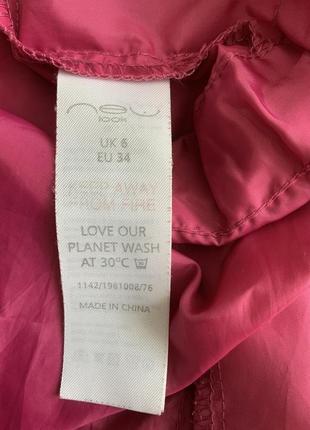 new
look
UK 6
EU 34
KEEP AWAY
FROM FIRE
LOVE OUR
PLANET WASH
AT 30°C
1142/1961008/76
MADE IN CHINA